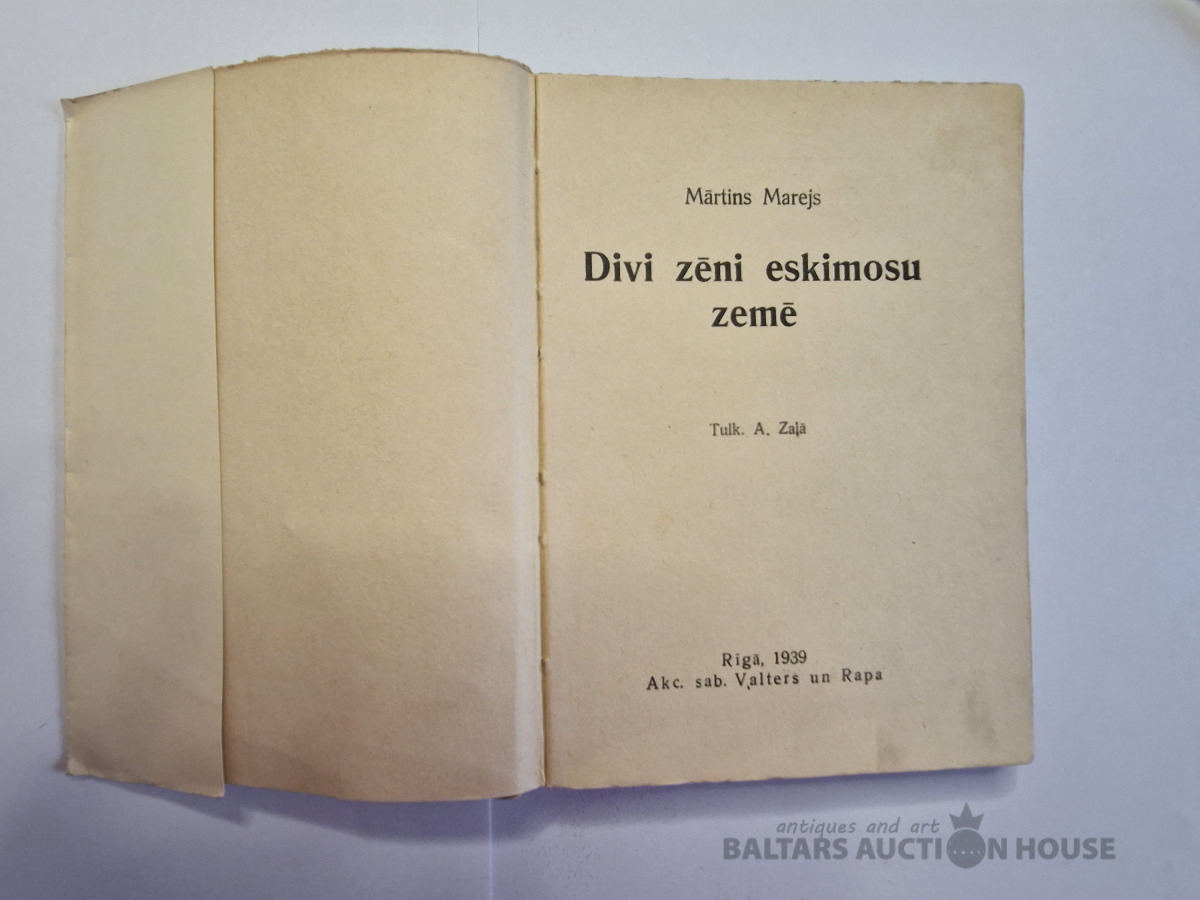 Mārtins Marejs
Divi zēni eskimosu
zemē
Tulk. A. Zaļā
Rīgā, 1939
Akc. sab. Valters un Rapa
antiques and art
BALTARS AUCTION HOUSE